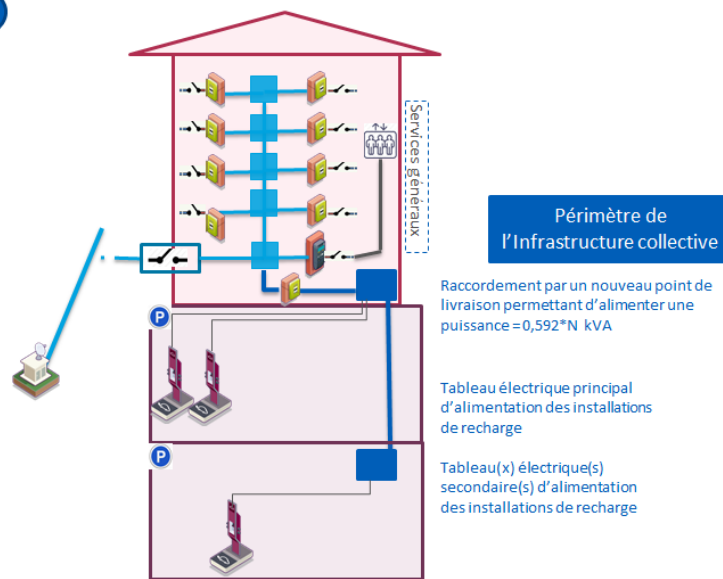 Services généraux
Périmètre de
l'Infrastructure collective
Raccordement par un nouveau point de
livraison permettant d'alimenter une
puissance=0,592*N kVA
P
Tableau électrique principal
d'alimentation des installations
de recharge
P
Tableau(x) électrique(s)
secondaire(s) d'alimentation
des installations de recharge